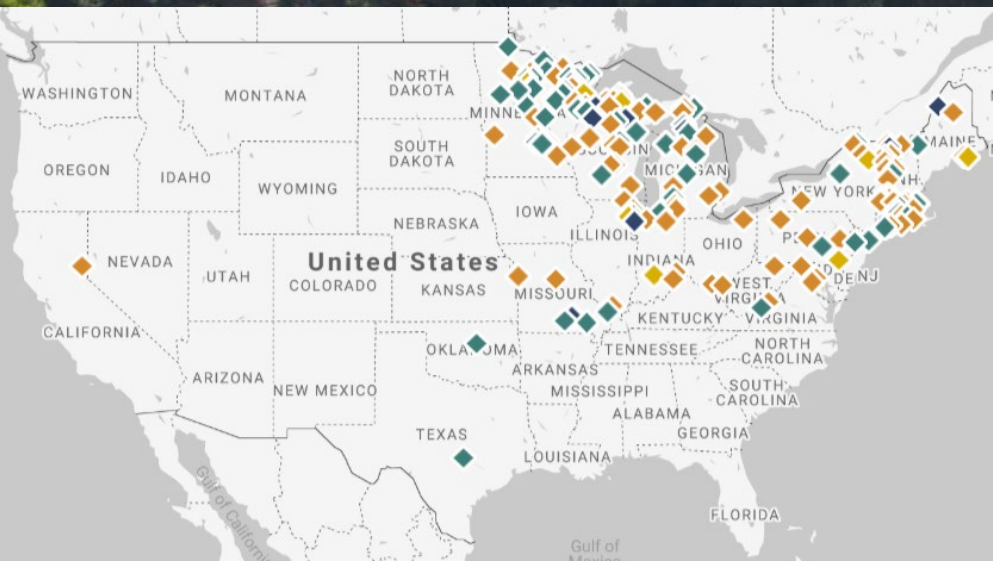 WASHINGTON
MONTANA
NORTH
DAKOTA
MINNE
A
MAINE
OREGON
IDAHO
SOUTH
DAKOTA
WYOMING
MICHIGAN
NEW YORK
NH
IOWA
NEBRASKA
ILLINOIS
OHIO
NEVADA
UTAH
United States
COLORADO
KANSAS
MISSOURI
INDIANA
WEST
VIRGINIA
DE
NJ
KENTUCKY
VIRGINIA
CALIFORNIA
OKLAHOMA
TENNESSEE
NORTH
CAROLINA
ARIZONA
NEW MEXICO
ARKANSAS
MISSISSIPPI
SOUTH
CAROLINA
ALABAMA
GEORGIA
TEXAS
LOUISIANA
Gulf of California
FLORIDA
Gulf of
Mexico